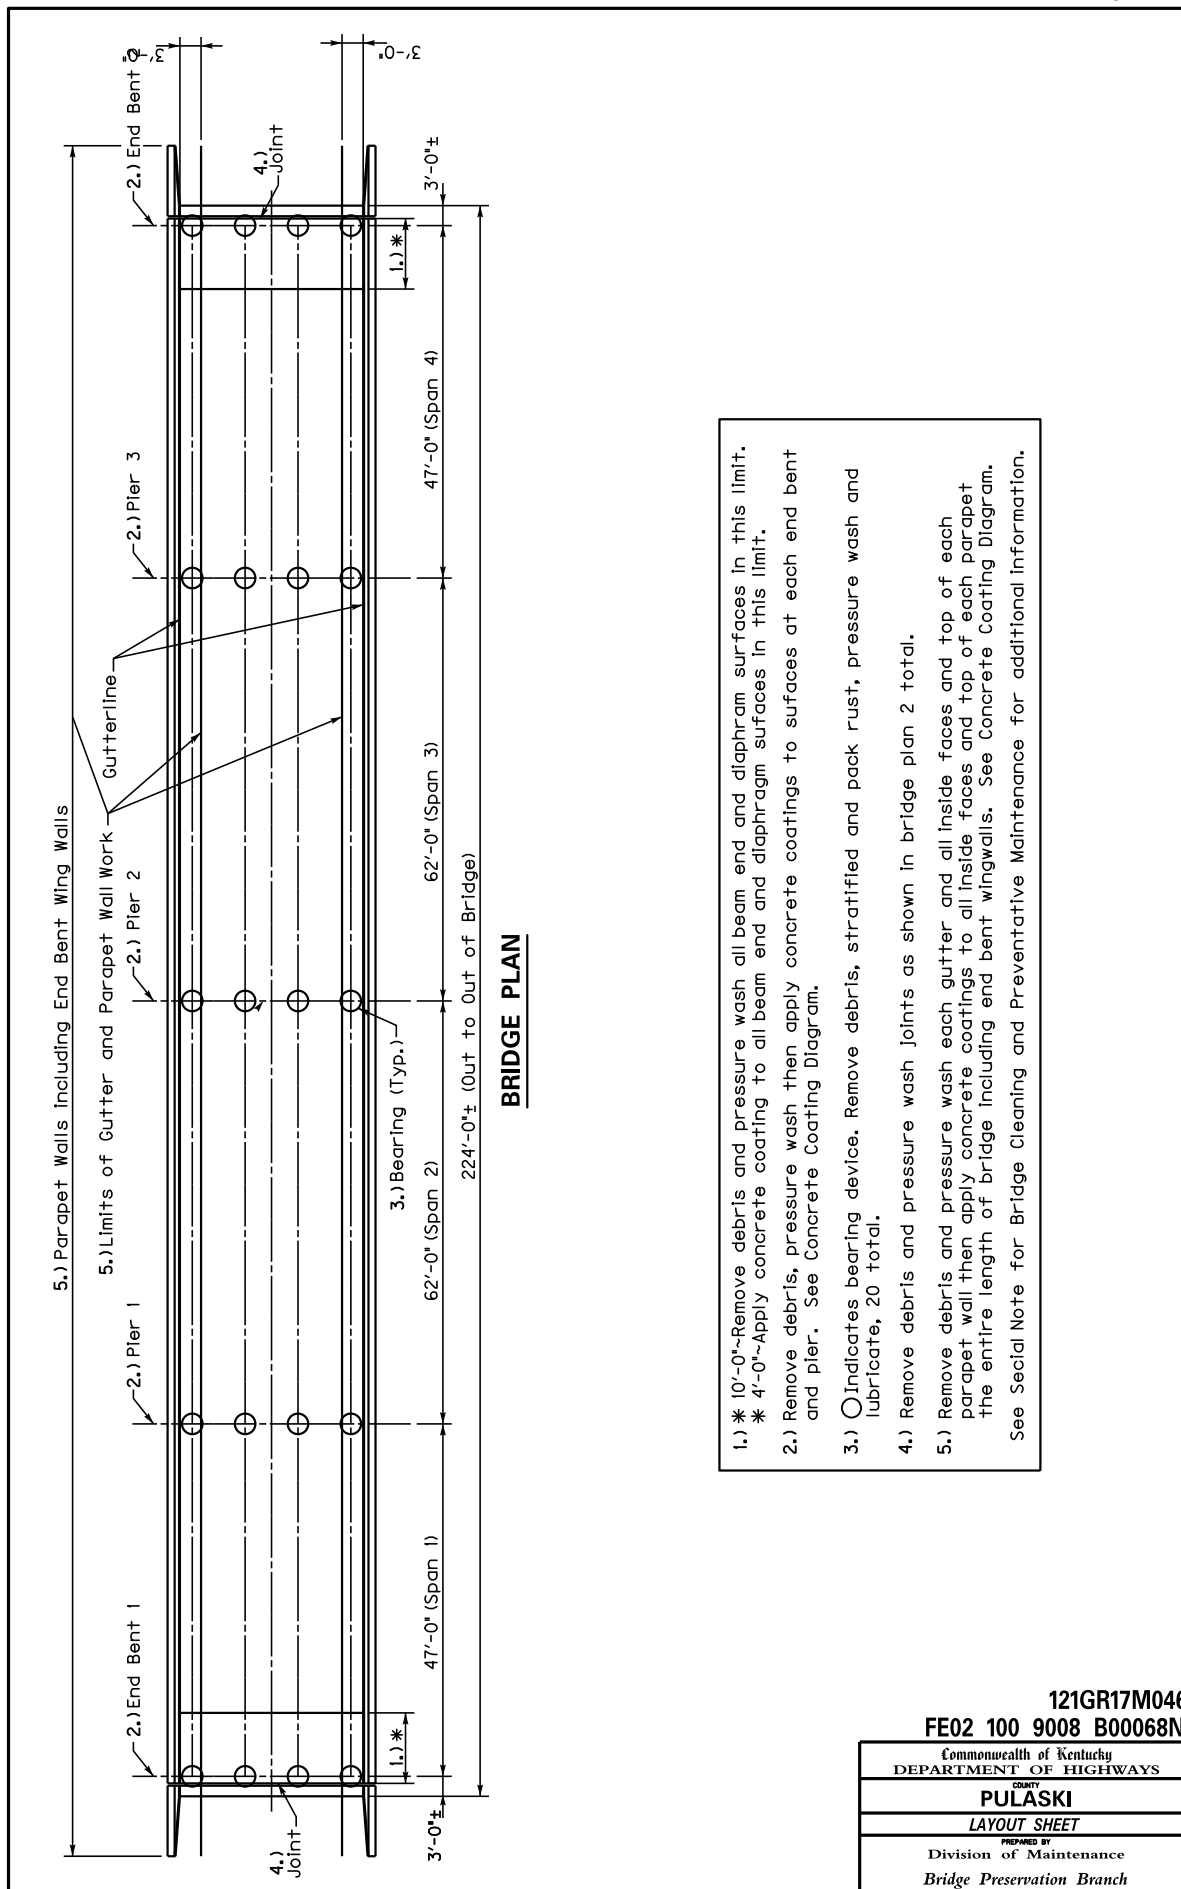 5.) Parapet Walls including End Bent Wing Walls
5.) Limits of Gutter and Parapet Wall Work
Gutterline
2.) End Bent 1
2.) Pier 1
2.) Pier 2
2.) Pier 3
2.) End Bent 2
3'-0"
3'-0"
4.)
Joint
4.)
Joint
1.) *
1.) *
3.) Bearing (Typ.)
3'-0"±
47'-0" (Span 1)
62'-0" (Span 2)
62'-0" (Span 3)
47'-0" (Span 4)
3'-0"±
224'-0"± (Out to Out of Bridge)
BRIDGE PLAN
1.) * 10'-0"~Remove debris and pressure wash all beam end and diaphram surfaces in this limit.
* 4'-0"~Apply concrete coating to all beam end and diaphragm sufaces in this limit.
2.) Remove debris, pressure wash then apply concrete coatings to sufaces at each end bent
and pier. See Concrete Coating Diagram.
3.) ○ Indicates bearing device. Remove debris, stratified and pack rust, pressure wash and
lubricate, 20 total.
4.) Remove debris and pressure wash joints as shown in bridge plan 2 total.
5.) Remove debris and pressure wash each gutter and all inside faces and top of each
parapet wall then apply concrete coatings to all inside faces and top of each parapet
the entire length of bridge including end bent wingwalls. See Concrete Coating Diagram.
See Secial Note for Bridge Cleaning and Preventative Maintenance for additional information.
121GR17M046
FE02 100 9008 B00068N
Commonwealth of Kentucky
DEPARTMENT OF HIGHWAYS
COUNTY
PULASKI
LAYOUT SHEET
PREPARED BY
Division of Maintenance
Bridge Preservation Branch